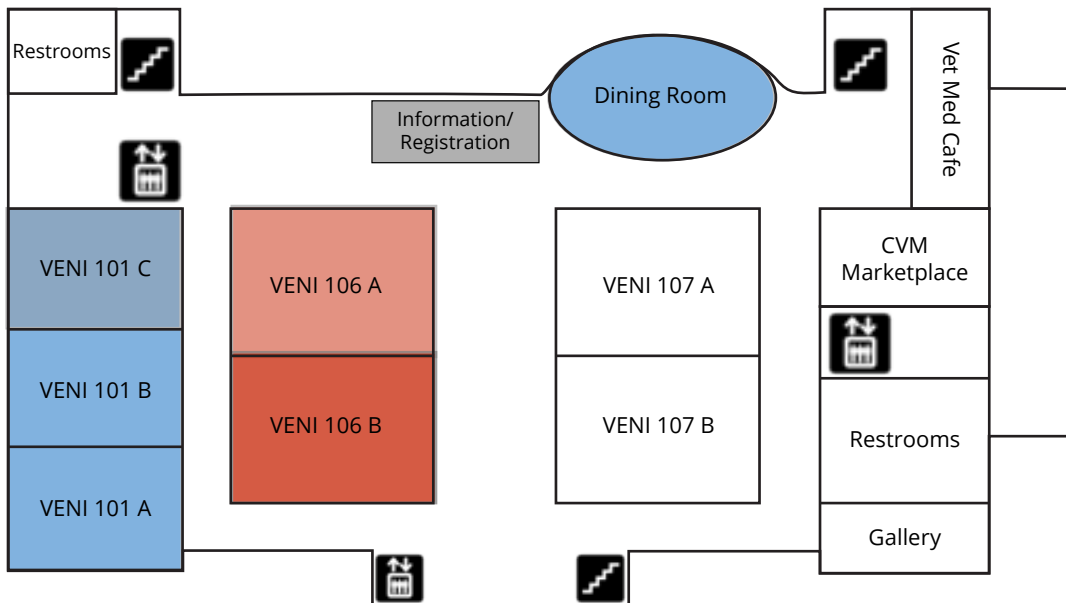 Restrooms
Information/
Registration
Dining Room
Vet Med Cafe
VENI 101 C
VENI 106 A
VENI 107 A
CVM
Marketplace
VENI 101 B
VENI 106 B
VENI 107 B
Restrooms
VENI 101 A
Gallery